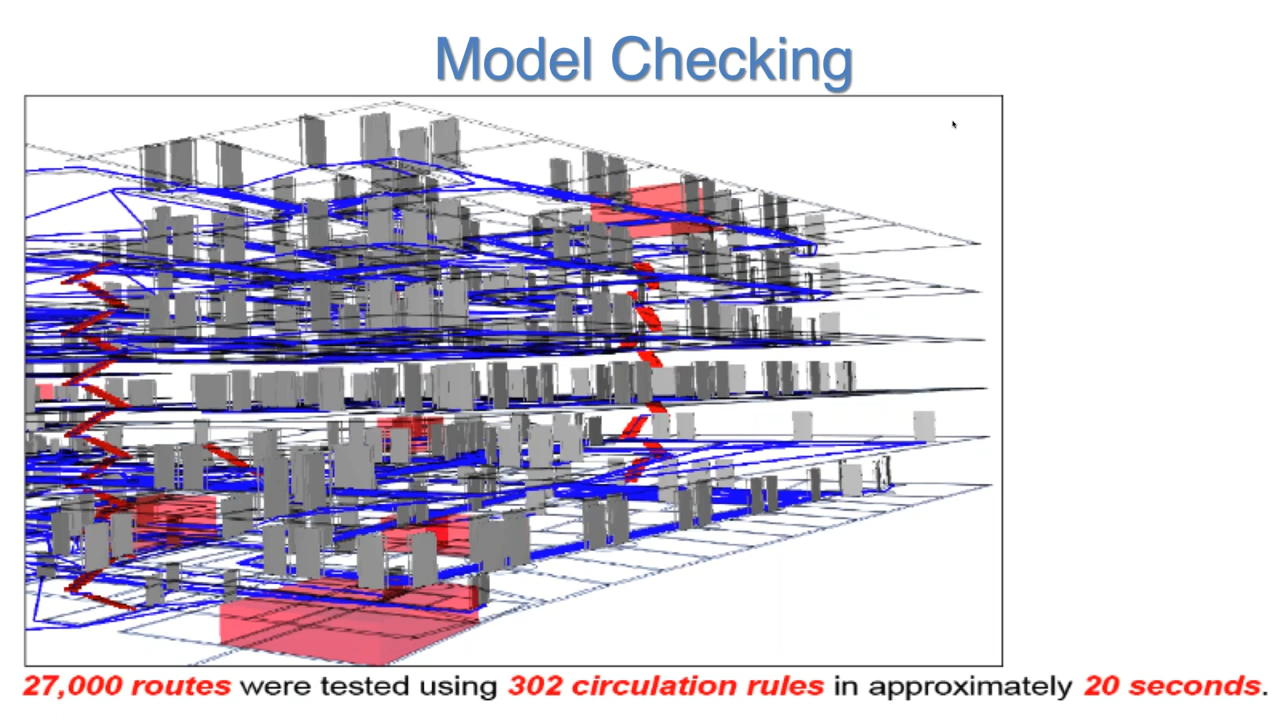 Model Checking
27,000 routes were tested using 302 circulation rules in approximately 20 seconds.